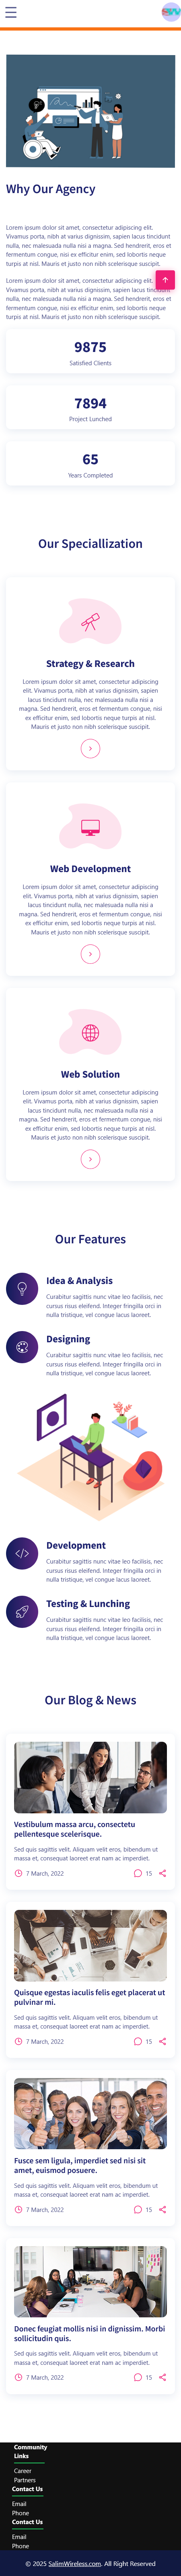 Why Our Agency
Lorem ipsum dolor sit amet, consectetur adipiscing elit.
Vivamus porta, nibh at varius dignissim, sapien lacus tincidunt
nulla, nec malesuada nulla nisi a magna. Sed hendrerit, eros et
fermentum congue, nisi ex efficitur enim, sed lobortis neque
turpis at nisl. Mauris et justo non nibh scelerisque suscipit.
Lorem ipsum dolor sit amet, consectetur adipiscing elit.
Vivamus porta, nibh at varius dignissim, sapien lacus tincidunt
nulla, nec malesuada nulla nisi a magna. Sed hendrerit, eros et
fermentum congue, nisi ex efficitur enim, sed lobortis neque
turpis at nisl. Mauris et justo non nibh scelerisque suscipit.
9875
Satisfied Clients
7894
Project Lunched
65
Years Completed
Our Speciallization
Strategy & Research
Lorem ipsum dolor sit amet, consectetur adipiscing
elit. Vivamus porta, nibh at varius dignissim, sapien
lacus tincidunt nulla, nec malesuada nulla nisi a
magna. Sed hendrerit, eros et fermentum congue, nisi
ex efficitur enim, sed lobortis neque turpis at nisl.
Mauris et justo non nibh scelerisque suscipit.
Web Development
Lorem ipsum dolor sit amet, consectetur adipiscing
elit. Vivamus porta, nibh at varius dignissim, sapien
lacus tincidunt nulla, nec malesuada nulla nisi a
magna. Sed hendrerit, eros et fermentum congue, nisi
ex efficitur enim, sed lobortis neque turpis at nisl.
Mauris et justo non nibh scelerisque suscipit.
Web Solution
Lorem ipsum dolor sit amet, consectetur adipiscing
elit. Vivamus porta, nibh at varius dignissim, sapien
lacus tincidunt nulla, nec malesuada nulla nisi a
magna. Sed hendrerit, eros et fermentum congue, nisi
ex efficitur enim, sed lobortis neque turpis at nisl.
Mauris et justo non nibh scelerisque suscipit.
Our Features
Idea & Analysis
Curabitur sagittis nunc vitae leo facilisis, nec
cursus risus eleifend. Integer fringilla orci in
nulla tristique, vel congue lacus laoreet.
Designing
Curabitur sagittis nunc vitae leo facilisis, nec
cursus risus eleifend. Integer fringilla orci in
nulla tristique, vel congue lacus laoreet.
Development
Curabitur sagittis nunc vitae leo facilisis, nec
cursus risus eleifend. Integer fringilla orci in
nulla tristique, vel congue lacus laoreet.
Testing & Lunching
Curabitur sagittis nunc vitae leo facilisis, nec
cursus risus eleifend. Integer fringilla orci in
nulla tristique, vel congue lacus laoreet.
Our Blog & News
Vestibulum massa arcu, consectetu
pellentesque scelerisque.
Sed quis sagittis velit. Aliquam velit eros, bibendum ut
massa et, consequat laoreet erat nam ac imperdiet.
7 March, 2022 15
Quisque egestas iaculis felis eget placerat ut
pulvinar mi.
Sed quis sagittis velit. Aliquam velit eros, bibendum ut
massa et, consequat laoreet erat nam ac imperdiet.
7 March, 2022 15
Fusce sem ligula, imperdiet sed nisi sit
amet, euismod posuere.
Sed quis sagittis velit. Aliquam velit eros, bibendum ut
massa et, consequat laoreet erat nam ac imperdiet.
7 March, 2022 15
Donec feugiat mollis nisi in dignissim. Morbi
sollicitudin quis.
Sed quis sagittis velit. Aliquam velit eros, bibendum ut
massa et, consequat laoreet erat nam ac imperdiet.
7 March, 2022 15
Community
Links
Career
Partners
Contact Us
Email
Phone
Contact Us
Email
Phone
© 2025 SalimWireless.com. All Right Reserved